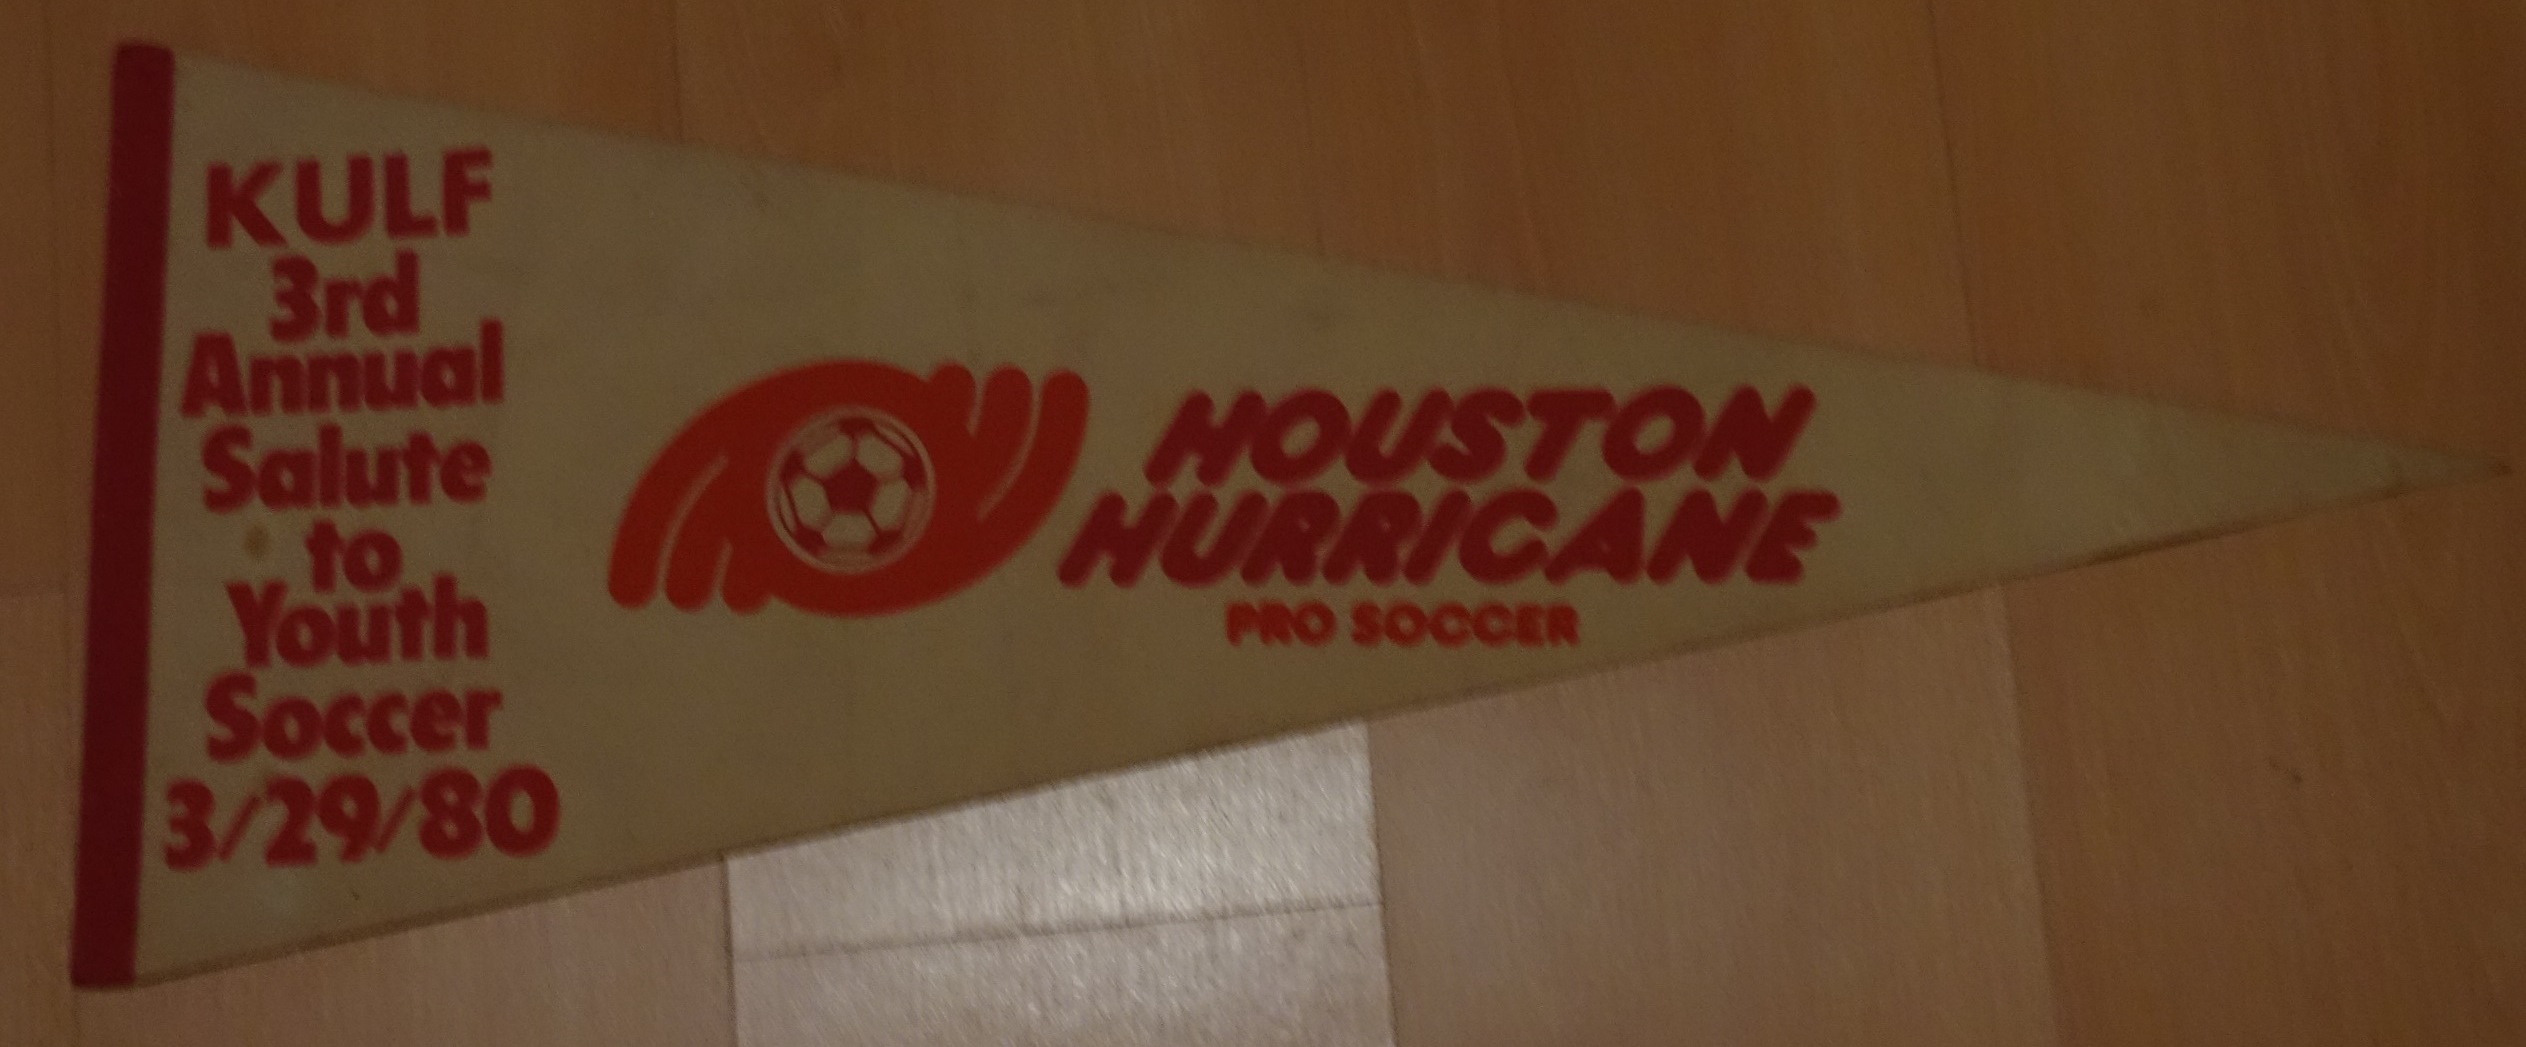 KULF
3rd
Annual
Salute
to
Youth
Soccer
3/29/80
HOUSTON
HURRICANE
PRO SOCCER